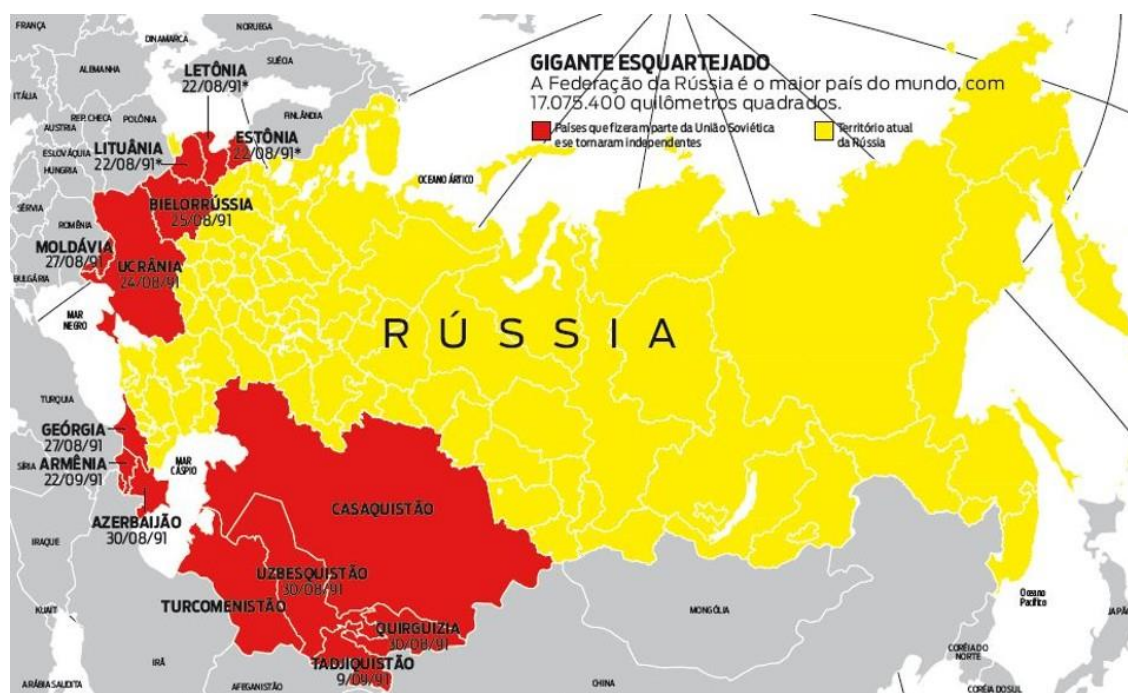 FRANÇA
NORUEGA
DINAMARCA
SUÉCIA
ALEMANHA
LETÔNIA
22/08/91*
GIGANTE ESQUARTEJADO
A Federação da Rússia é o maior país do mundo, com
17.075.400 quilômetros quadrados.
Países que fizeram parte da União Soviética
e se tornaram independentes
Território atual
da Rússia
ITÁLIA
REP. CHECA
POLÔNIA
FINLÂNDIA
AUSTRIA
ESTÔNIA
22/08/91*
LITUÂNIA
22/08/91*
ESLOVÁQUIA
HUNGRIA
OCEANO ÁRTICO
SÉRVIA
BIELORRÚSSIA
25/08/91
ROMÊNIA
MOLDÁVIA
27/08/91
UCRÂNIA
24/08/91
BULGÁRIA
MAR
NEGRO
RÚSSIA
TURQUIA
GEÓRGIA
27/08/91
SÍRIA
ARMÊNIA
22/09/91
MAR
CÁSPIO
CASAQUISTÃO
AZERBAIJÃO
30/08/91
IRAQUE
UZBESQUISTÃO
30/08/91
TURCOMENISTÃO
KUAIT
QUIRGUIZIA
30/08/91
MONGÓLIA
Oceano
Pacífico
JAPÃO
TADJIQUISTÃO
9/09/91
IRÃ
CORÉIA DO
NORTE
ARÁBIA SAUDITA
AFEGANISTÃO
CHINA
CORÉIA DO SUL